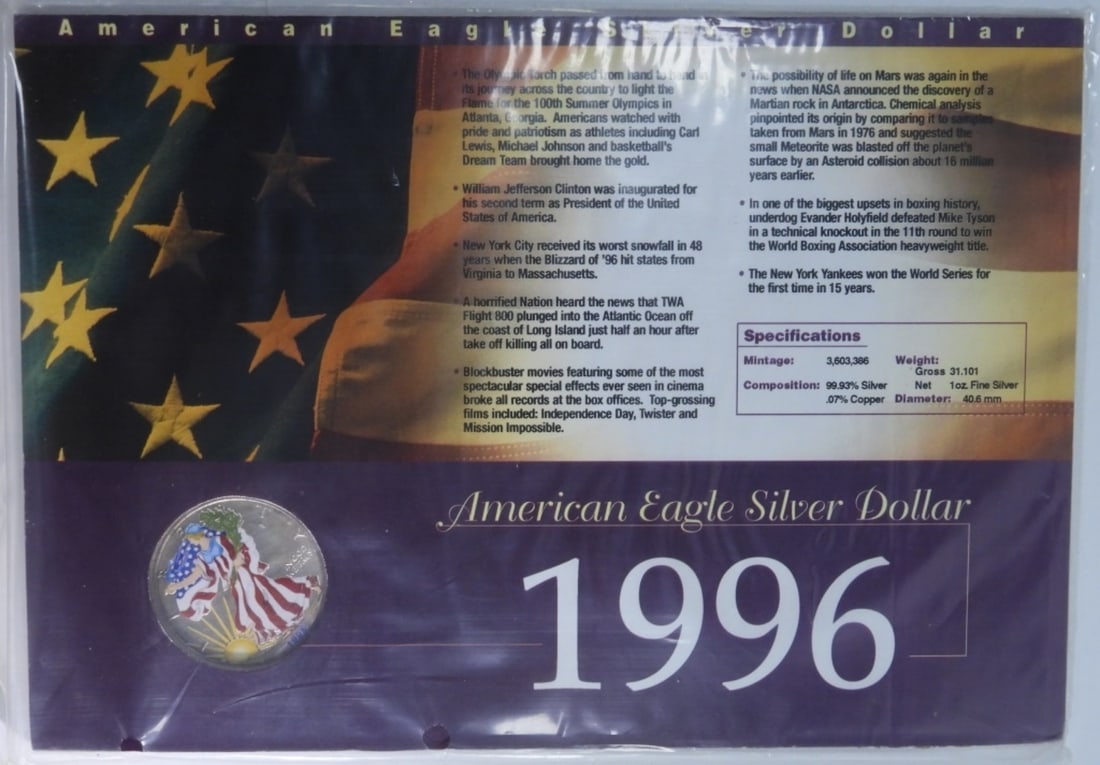 American Eagle Silver Dollar
• The Olympic Torch passed from hand to hand in
its journey across the country to light the
Flame for the 100th Summer Olympics in
Atlanta, Georgia. Americans watched with
pride and patriotism as athletes including Carl
Lewis, Michael Johnson and basketball's
Dream Team brought home the gold.
• William Jefferson Clinton was inaugurated for
his second term as President of the United
States of America.
• New York City received its worst snowfall in 48
years when the Blizzard of '96 hit states from
Virginia to Massachusetts.
• A horrified Nation heard the news that TWA
Flight 800 plunged into the Atlantic Ocean off
the coast of Long Island just half an hour after
take off killing all on board.
• Blockbuster movies featuring some of the most
spectacular special effects ever seen in cinema
broke all records at the box offices. Top-grossing
films included: Independence Day, Twister and
Mission Impossible.
• The possibility of life on Mars was again in the
news when NASA announced the discovery of a
Martian rock in Antarctica. Chemical analysis
pinpointed its origin by comparing it to samples
taken from Mars in 1976 and suggested the
small Meteorite was blasted off the planet's
surface by an Asteroid collision about 16 million
years earlier.
• In one of the biggest upsets in boxing history,
underdog Evander Holyfield defeated Mike Tyson
in a technical knockout in the 11th round to win
the World Boxing Association heavyweight title.
• The New York Yankees won the World Series for
the first time in 15 years.
Specifications
Mintage: 3,603,386 Weight:
Gross 31.101
Composition: 99.93% Silver Net 1oz. Fine Silver
.07% Copper Diameter: 40.6 mm
American Eagle Silver Dollar
1996